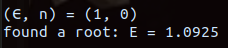 (∈, n) = (1, 0)
found a root: E = 1.0925